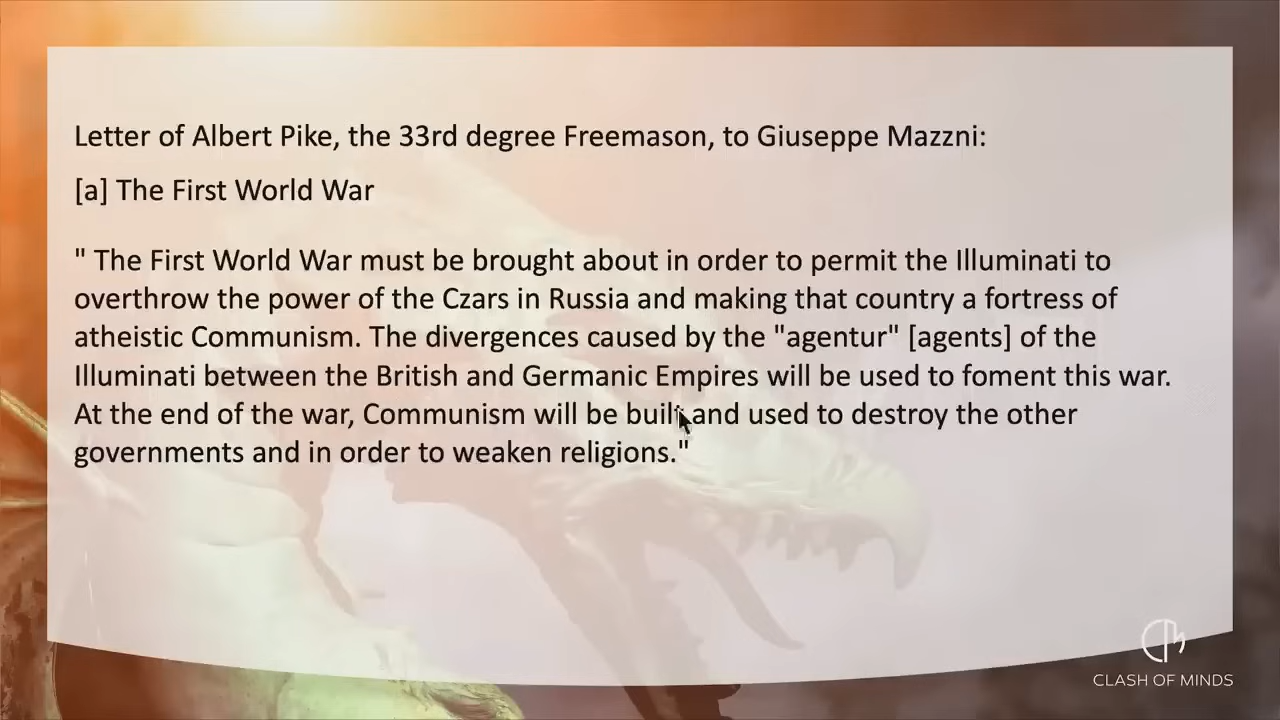 Letter of Albert Pike, the 33rd degree Freemason, to Giuseppe Mazzni:
[a] The First World War
" The First World War must be brought about in order to permit the Illuminati to
overthrow the power of the Czars in Russia and making that country a fortress of
atheistic Communism. The divergences caused by the "agentur" [agents] of the
Illuminati between the British and Germanic Empires will be used to foment this war.
At the end of the war, Communism will be built and used to destroy the other
governments and in order to weaken religions."
CLASH OF MINDS